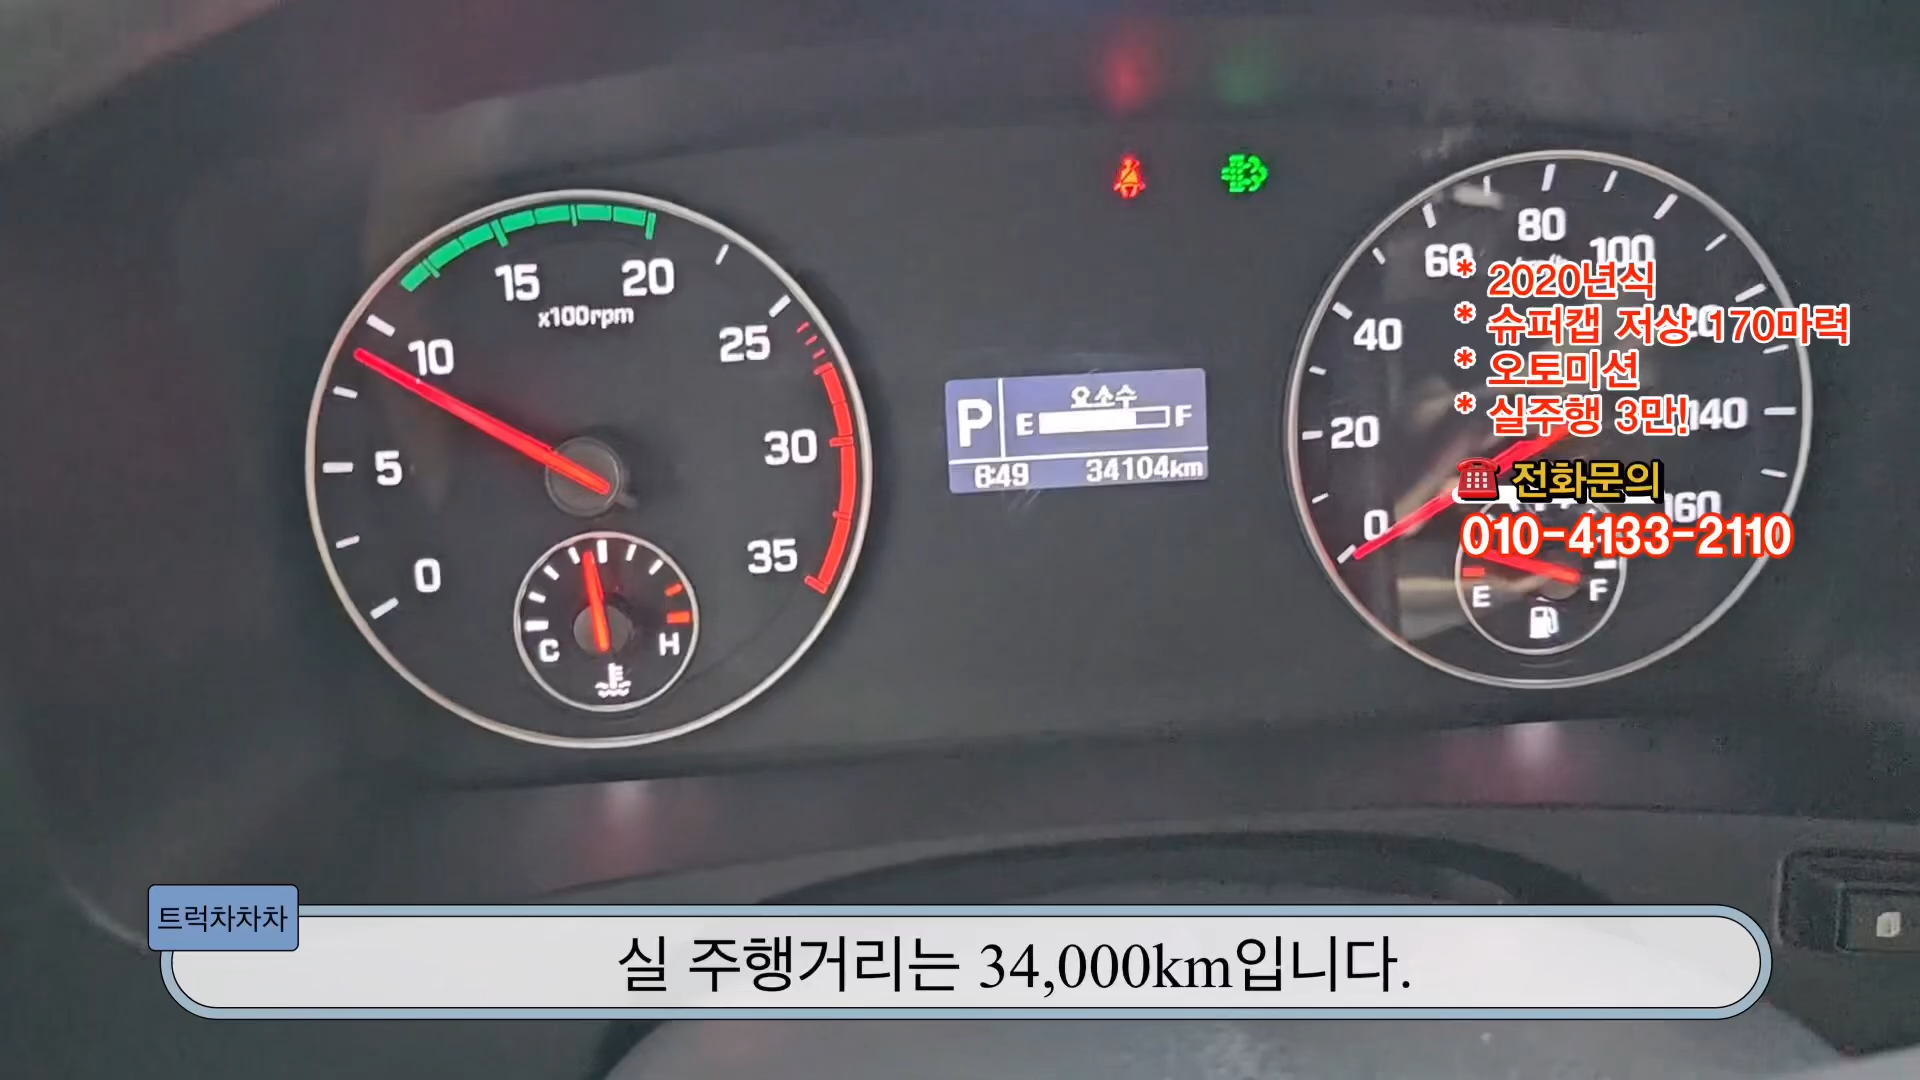 15
20
x100rpm
10
25
5
30
0
35
C
H
P
요소수
E
F
6:49
34104km
80
60
100
40
20
140
0
160
E
F
* 2020년식
* 슈퍼캡 저상 170마력
* 오토미션
* 실주행 3만!
전화문의
010-4133-2110
트럭차차차
실 주행거리는 34,000km입니다.